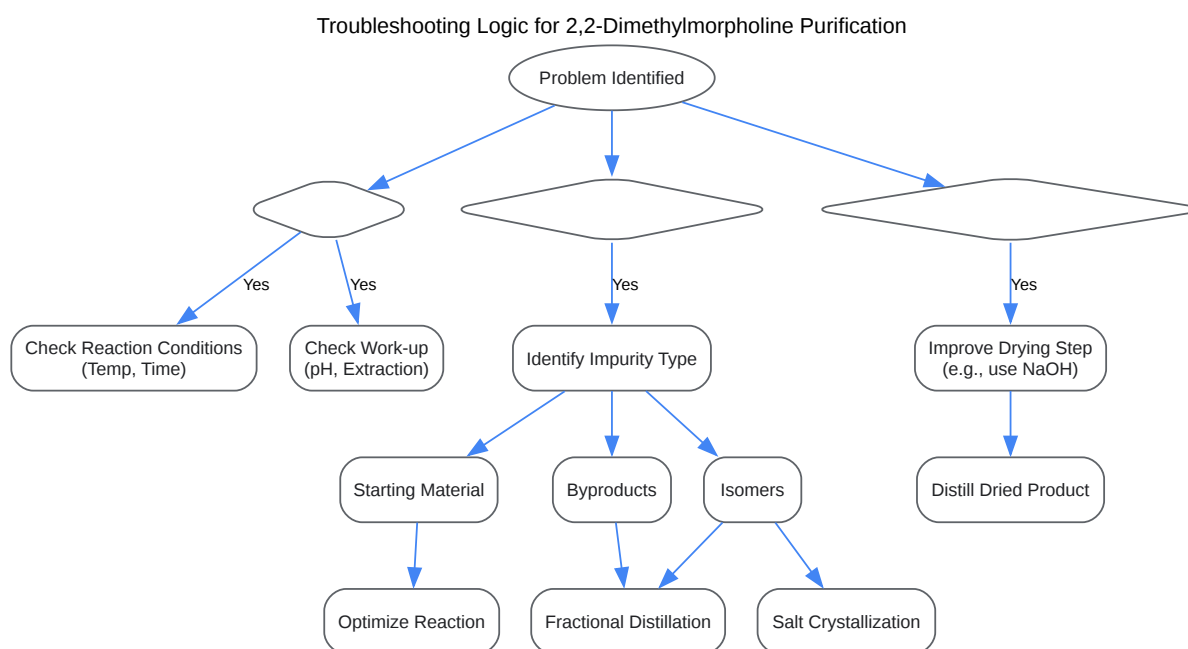 Troubleshooting Logic for 2,2-Dimethylmorpholine Purification
Problem Identified
Yes
Yes
Yes
Yes
Check Reaction Conditions
(Temp, Time)
Check Work-up
(pH, Extraction)
Identify Impurity Type
Improve Drying Step
(e.g., use NaOH)
Starting Material
Byproducts
Isomers
Distill Dried Product
Optimize Reaction
Fractional Distillation
Salt Crystallization